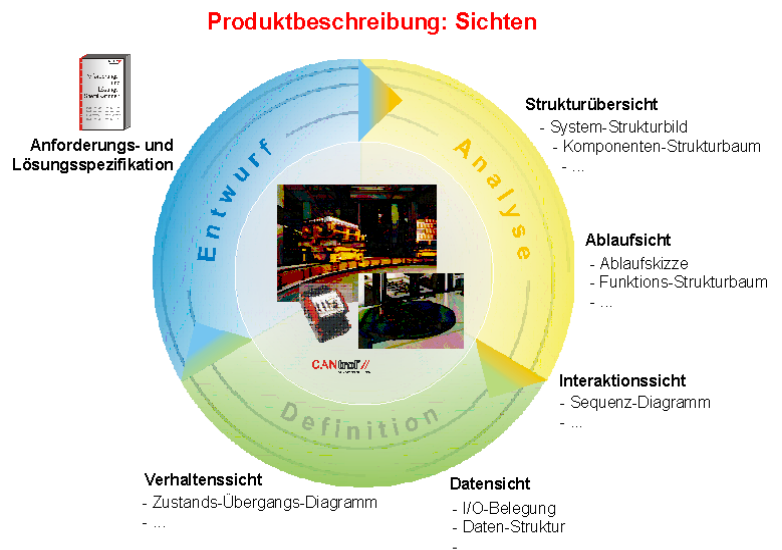 Produktbeschreibung: Sichten
Anforderungs- und
Lösungsspezifikation
Entwurf
Analyse
Definition
Strukturübersicht
- System-Strukturbild
- Komponenten-Strukturbaum
- ...
Ablaufsicht
- Ablaufskizze
- Funktions-Strukturbaum
- ...
Interaktionssicht
- Sequenz-Diagramm
- ...
CANtrol
Verhaltenssicht
- Zustands-Übergangs-Diagramm
- ...
Datensicht
- I/O-Belegung
- Daten-Struktur
-